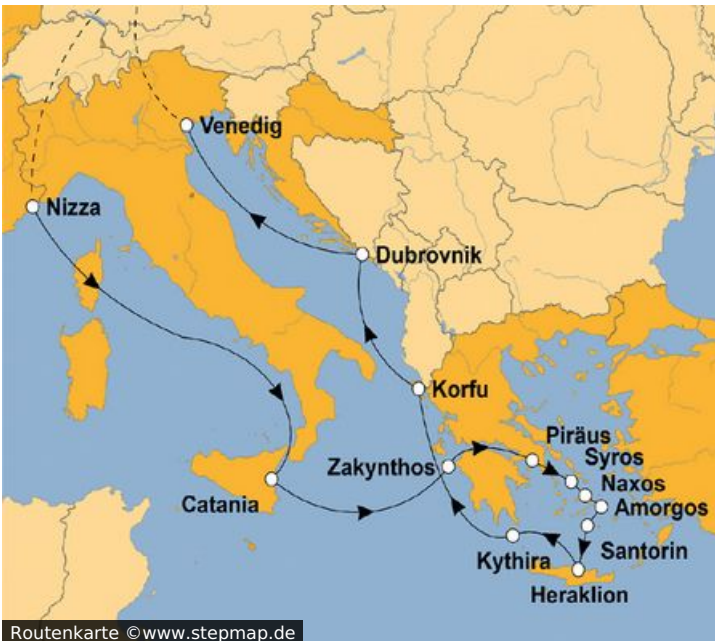 Venedig
Nizza
Dubrovnik
Korfu
Piräus
Syros
Zakynthos
Naxos
Catania
Amorgos
Santorin
Kythira
Heraklion
Routenkarte ©www.stepmap.de